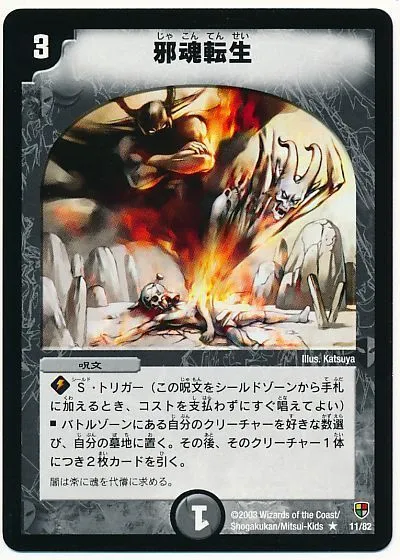 3
じゃ こん てん せい
邪魂転生
Illus. Katsuya
呪文
シールド
S・トリガー(この呪文をシールドゾーンから手札
に加えるとき、コストを支払わずにすぐ唱えてよい)
■バトルゾーンにある自分のクリーチャーを好きな数選
び、自分の墓地に置く。その後、そのクリーチャー1体
につき2枚カードを引く。
闇は常に魂を代償に求める。
1
©2003 Wizards of the Coast/
Shogakukan/Mitsui-Kids ★ 11/82